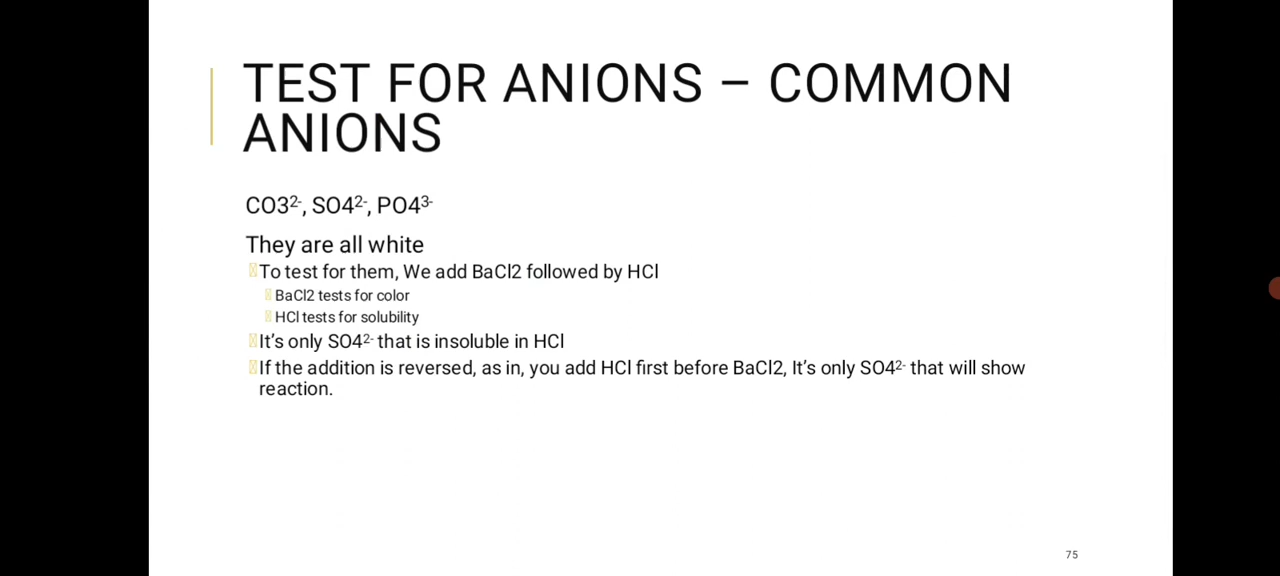 TEST FOR ANIONS – COMMON
ANIONS
CO3²⁻, SO4²⁻, PO4³⁻
They are all white
To test for them, We add BaCl2 followed by HCl
BaCl2 tests for color
HCl tests for solubility
It's only SO4²⁻ that is insoluble in HCl
If the addition is reversed, as in, you add HCl first before BaCl2, It's only SO4²⁻ that will show
reaction.
75